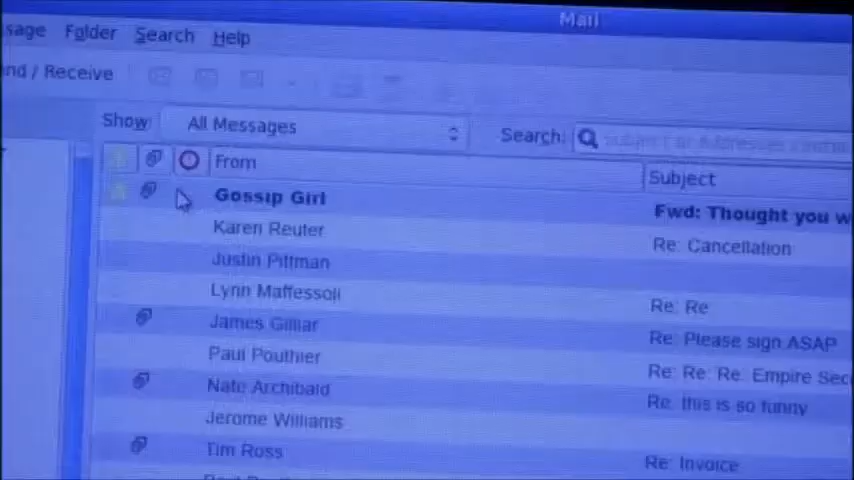 Mail
ssage Folder Search Help
nd / Receive
Show: All Messages Search:
From Subject
Gossip Girl Fwd: Thought you w
Karen Reuter Re: Cancellation
Justin Pittman
Lynn Maffessoli Re: Re
James Gilliar Re: Please sign ASAP
Paul Pouthier Re: Re: Re: Empire Sec
Nate Archibald Re: this is so funny
Jerome Williams
Tim Ross Re: Invoice